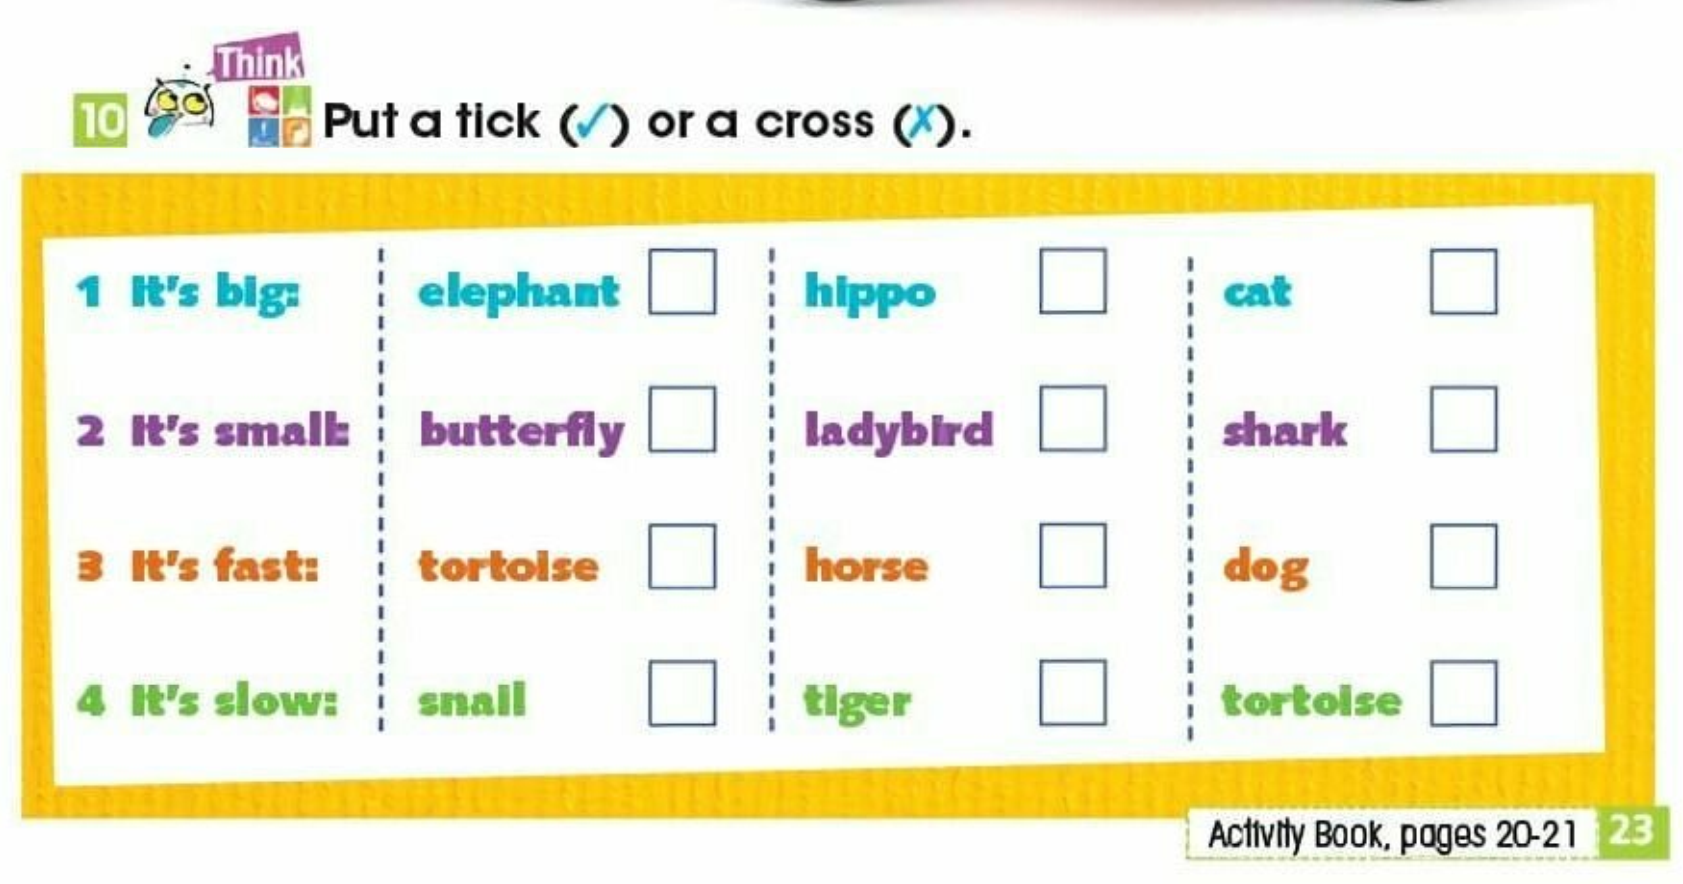 Think
10 Put a tick (✓) or a cross (✗).
1 It's big: elephant hippo cat
2 It's small: butterfly ladybird shark
3 It's fast: tortoise horse dog
4 It's slow: snail tiger tortoise
Activity Book, pages 20-21 23